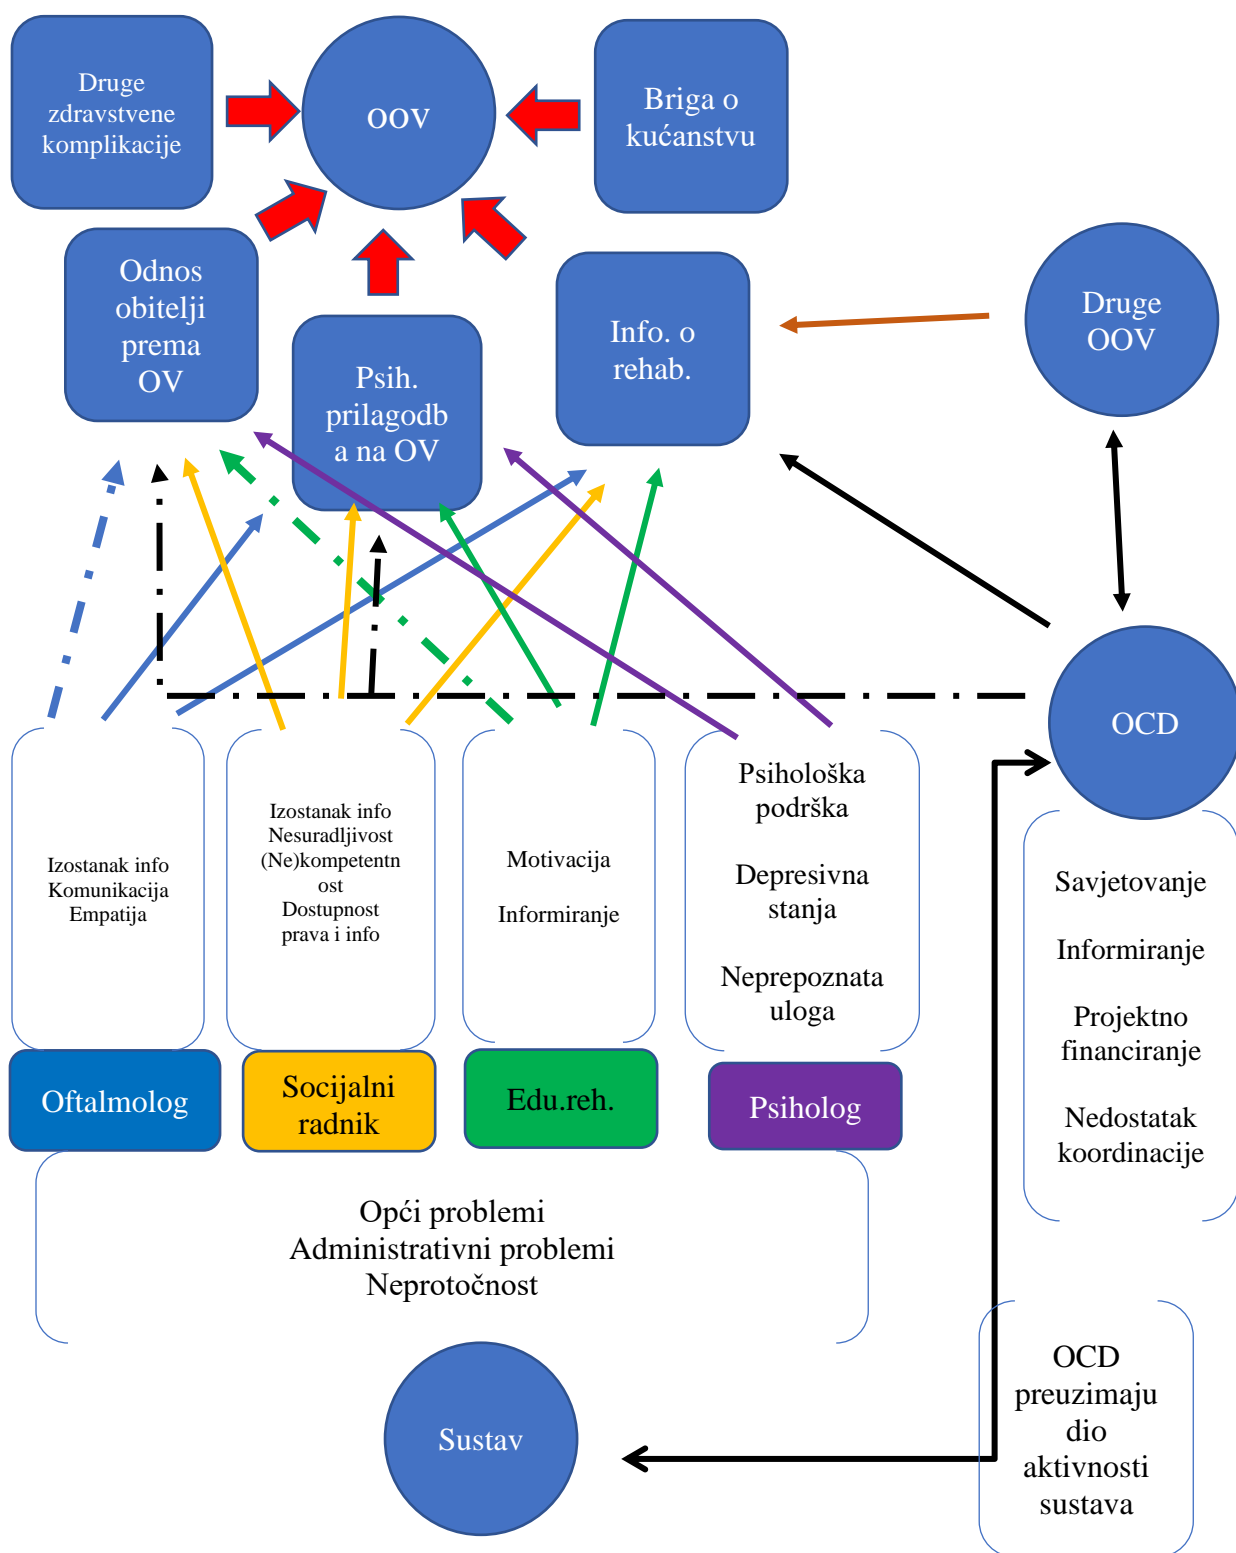 Druge
zdravstvene
komplikacije
OOV
Briga o
kućanstvu
Odnos
obitelji
prema
OV
Psih.
prilagodb
a na OV
Info. o
rehab.
Druge
OOV
OCD
Izostanak info
Komunikacija
Empatija
Izostanak info
Nesuradljivost
(Ne)kompetentn
ost
Dostupnost
prava i info
Motivacija
Informiranje
Psihološka
podrška
Depresivna
stanja
Neprepoznata
uloga
Savjetovanje
Informiranje
Projektno
financiranje
Nedostatak
koordinacije
Oftalmolog
Socijalni
radnik
Edu.reh.
Psiholog
Opći problemi
Administrativni problemi
Neprotočnost
Sustav
OCD
preuzimaju
dio
aktivnosti
sustava